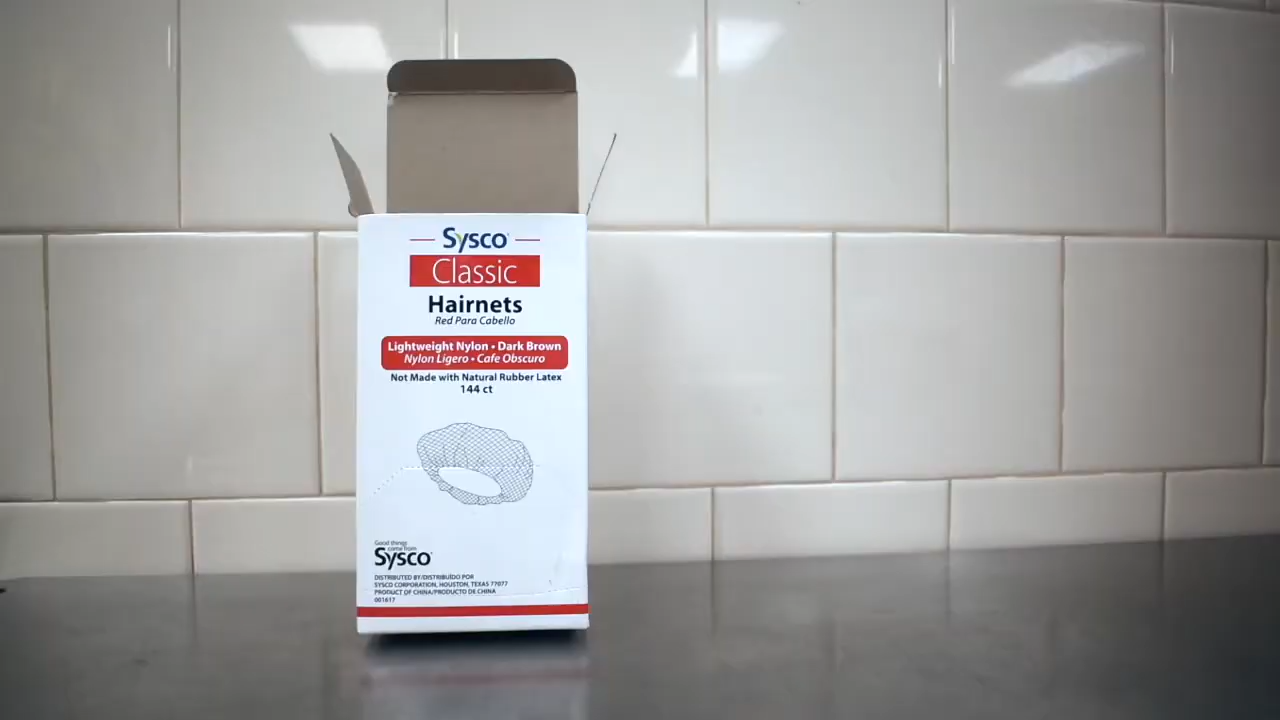 Sysco
Classic
Hairnets
Red Para Cabello
Lightweight Nylon • Dark Brown
Nylon Ligero • Cafe Obscuro
Not Made with Natural Rubber Latex
144 ct
Good things
come from
Sysco
DISTRIBUTED BY/DISTRIBUÍDO POR
SYSCO CORPORATION, HOUSTON, TEXAS 77077
PRODUCT OF CHINA/PRODUCTO DE CHINA
001617